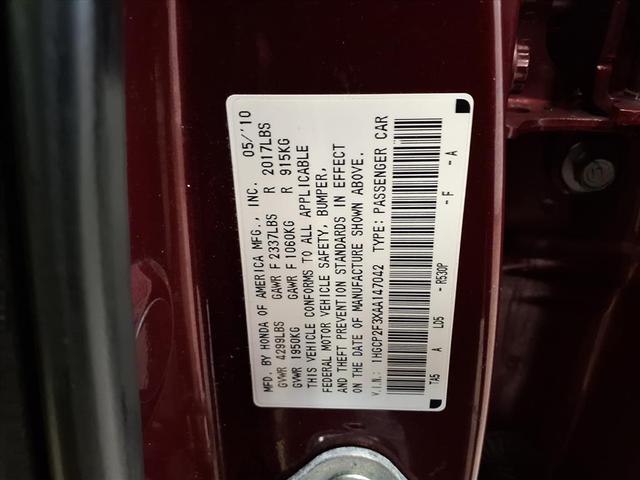 MFD. BY HONDA OF AMERICA MFG., INC. 05/'10
GVWR 4299LBS GAWR F 2337LBS R 2017LBS
GVWR 1950KG GAWR F 1060KG R 915KG
THIS VEHICLE CONFORMS TO ALL APPLICABLE
FEDERAL MOTOR VEHICLE SAFETY, BUMPER,
AND THEFT PREVENTION STANDARDS IN EFFECT
ON THE DATE OF MANUFACTURE SHOWN ABOVE.
V.I.N.: 1HGCP2F3XAA147042 TYPE: PASSENGER CAR
TA5 A LD5 -R530P -F -A